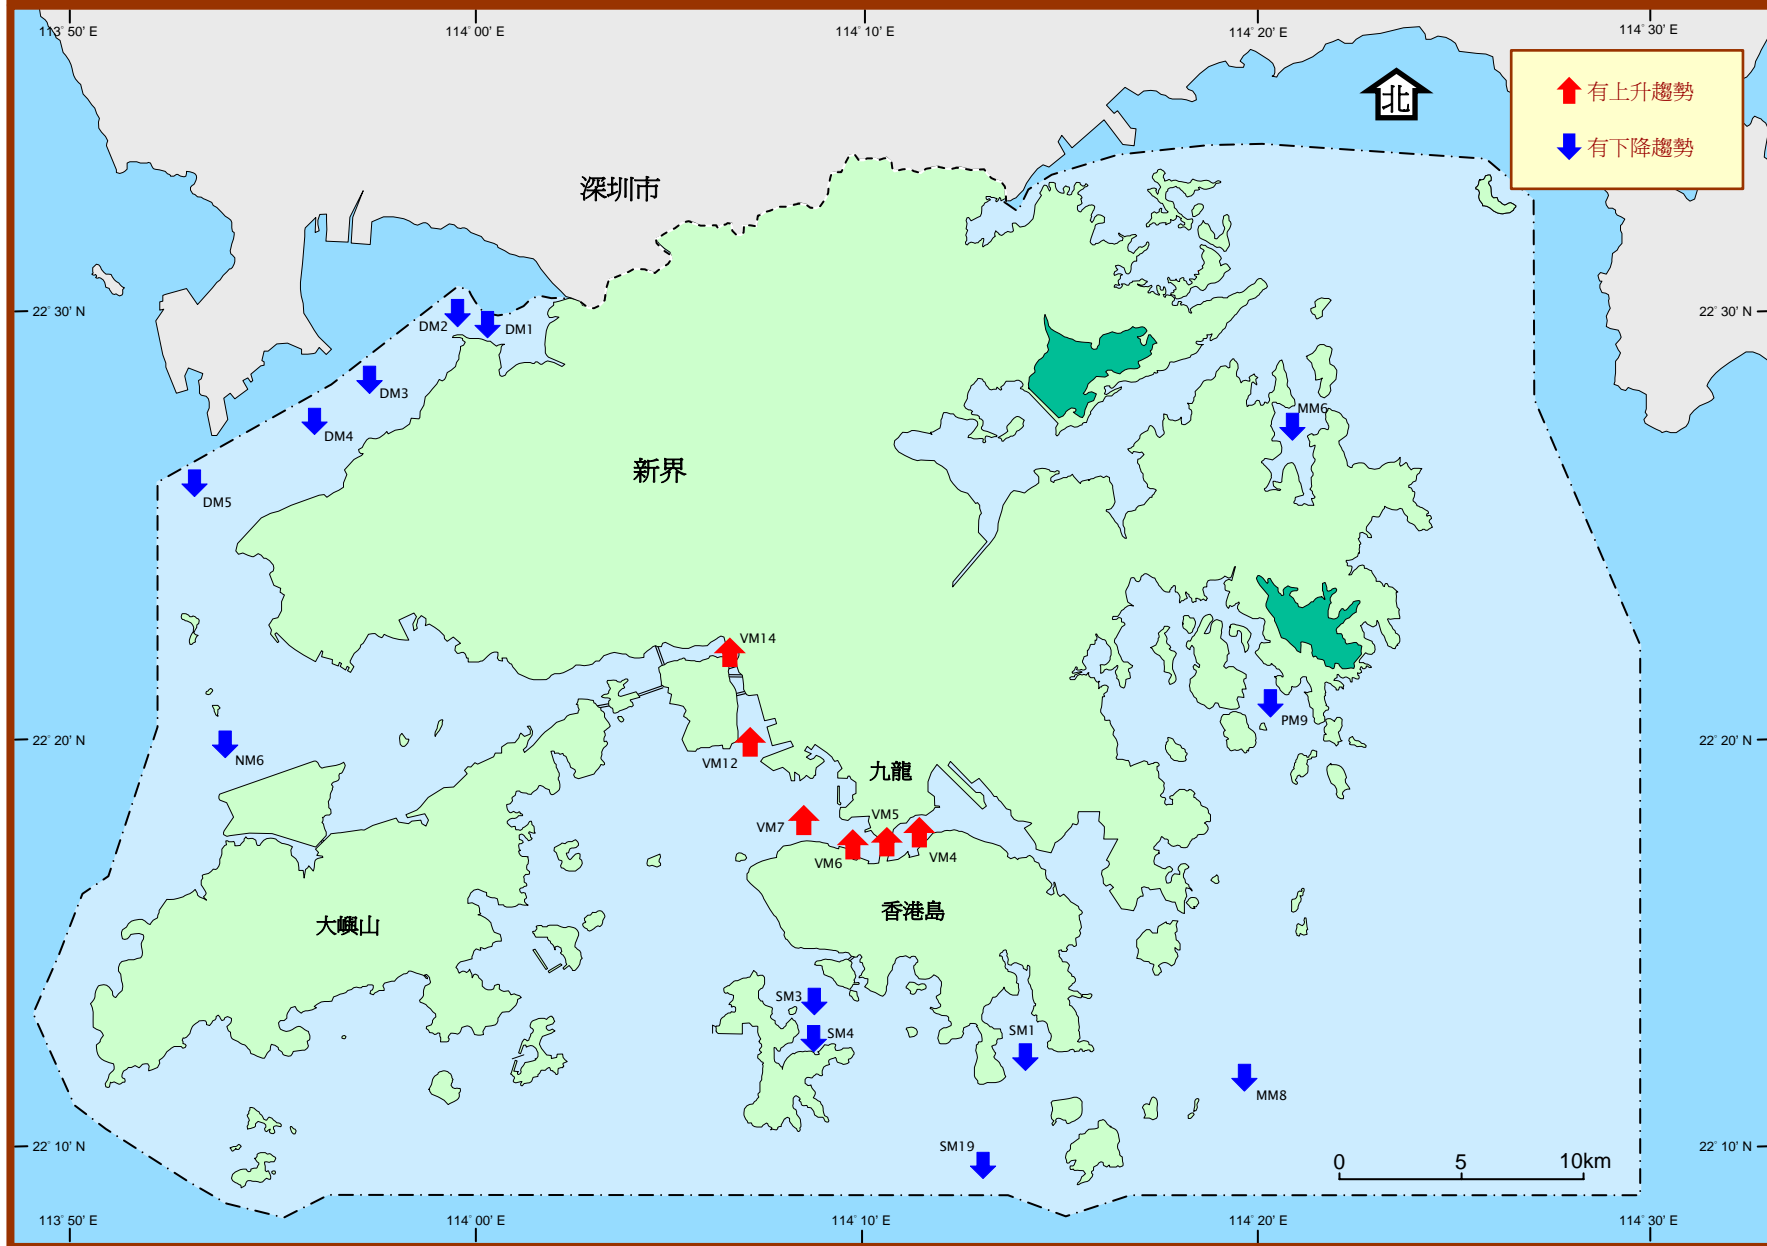 113° 50' E
114° 00' E
114° 10' E
114° 20' E
114° 30' E
北
有上升趨勢
有下降趨勢
深圳市
22° 30' N
22° 30' N
DM2
DM1
DM3
DM4
DM5
MM6
新界
VM14
PM9
22° 20' N
22° 20' N
NM6
VM12
九龍
VM7
VM5
VM6
VM4
香港島
大嶼山
SM3
SM4
SM1
MM8
SM19
22° 10' N
22° 10' N
0 5 10km
113° 50' E
114° 00' E
114° 10' E
114° 20' E
114° 30' E